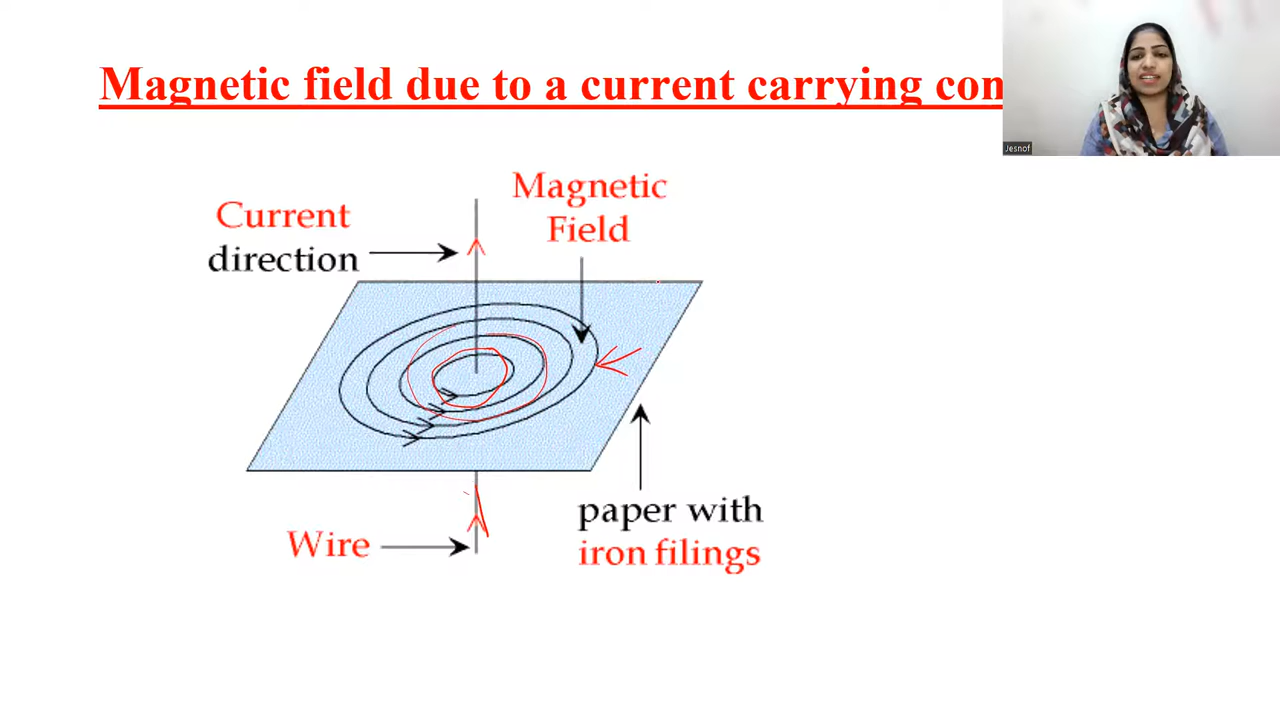 Magnetic field due to a current carrying con
Jesnof
Magnetic
Field
Current
direction
Wire
paper with
iron filings